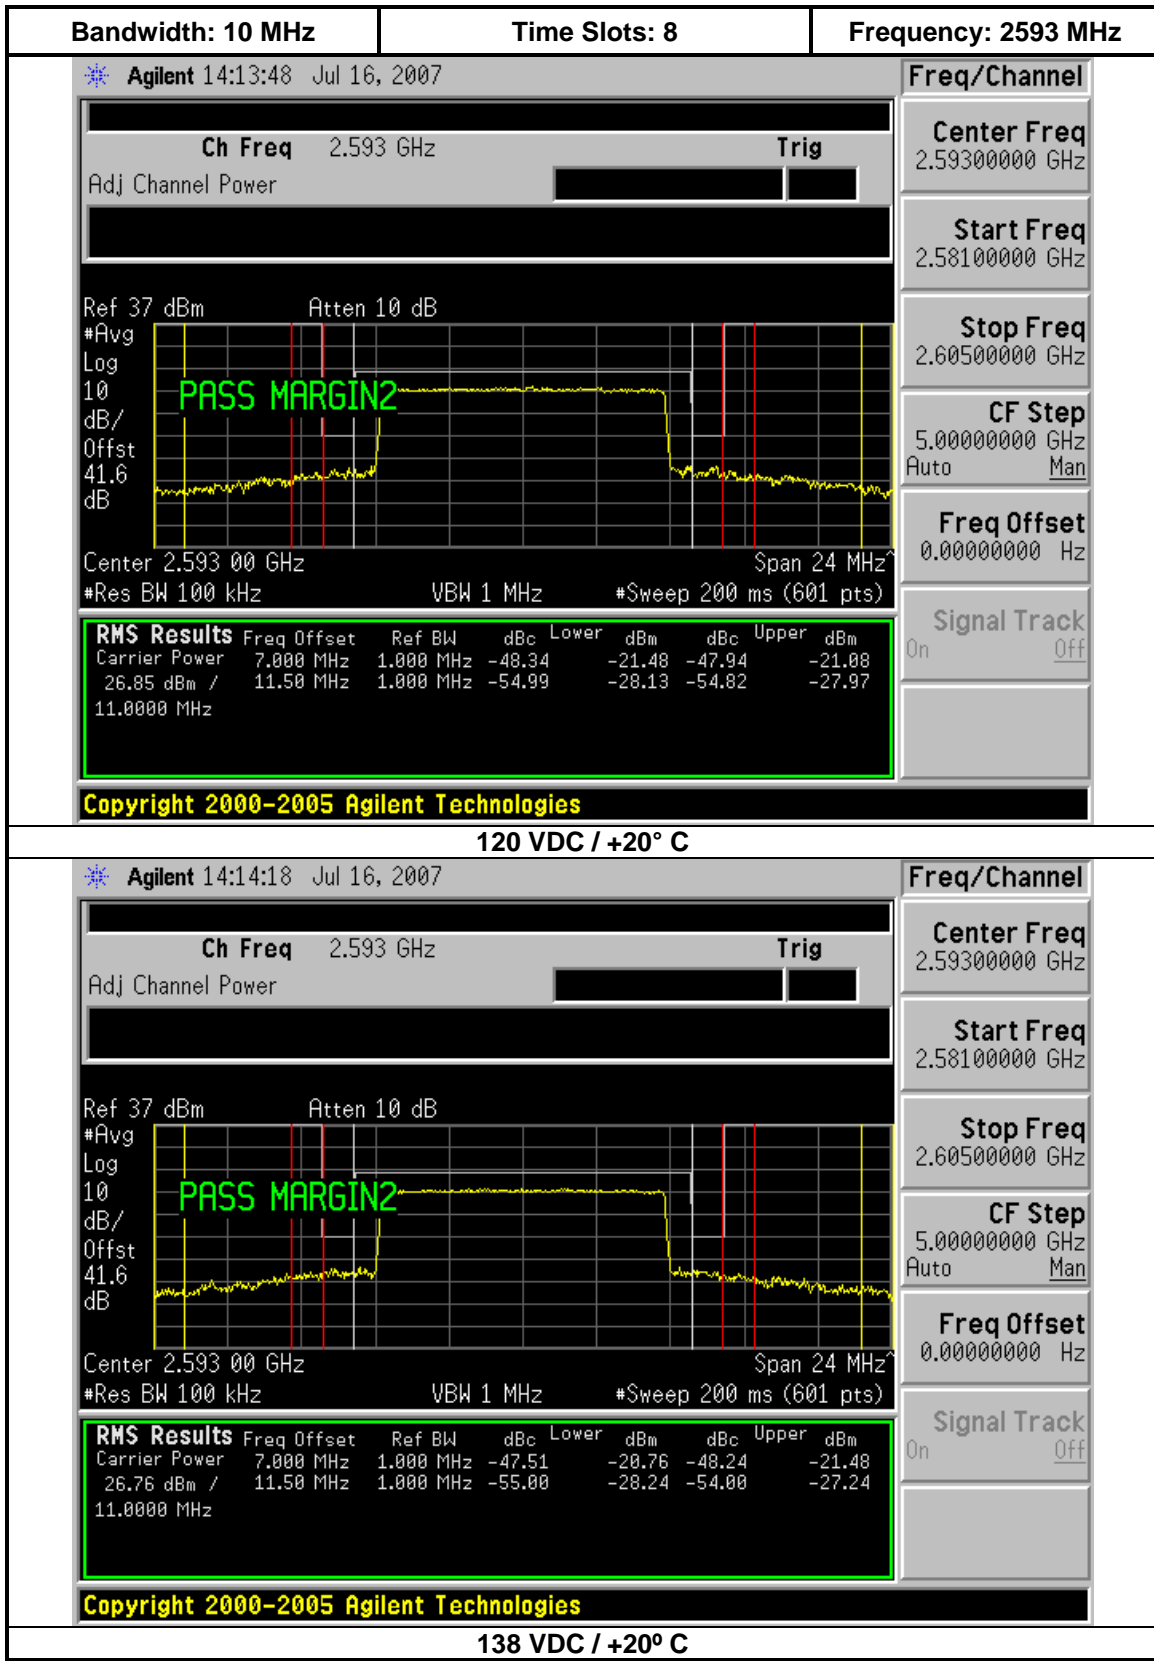 Bandwidth: 10 MHz Time Slots: 8 Frequency: 2593 MHz
Agilent 14:13:48 Jul 16, 2007 Freq/Channel
Ch Freq 2.593 GHz Trig
Adj Channel Power
Center Freq
2.59300000 GHz
Start Freq
2.58100000 GHz
Stop Freq
2.60500000 GHz
CF Step
5.00000000 GHz
Auto Man
Freq Offset
0.00000000 Hz
Signal Track
On Off
Ref 37 dBm Atten 10 dB
#Avg
Log
10
dB/
Offst
41.6
dB
PASS MARGIN2
Center 2.593 00 GHz Span 24 MHz^
#Res BW 100 kHz VBW 1 MHz #Sweep 200 ms (601 pts)
RMS Results Freq Offset Ref BW dBc Lower dBm dBc Upper dBm
Carrier Power 7.000 MHz 1.000 MHz -48.34 -21.48 -47.94 -21.08
26.85 dBm / 11.50 MHz 1.000 MHz -54.99 -28.13 -54.82 -27.97
11.0000 MHz
Copyright 2000-2005 Agilent Technologies
120 VDC / +20° C
Agilent 14:14:18 Jul 16, 2007 Freq/Channel
Ch Freq 2.593 GHz Trig
Adj Channel Power
Center Freq
2.59300000 GHz
Start Freq
2.58100000 GHz
Stop Freq
2.60500000 GHz
CF Step
5.00000000 GHz
Auto Man
Freq Offset
0.00000000 Hz
Signal Track
On Off
Ref 37 dBm Atten 10 dB
#Avg
Log
10
dB/
Offst
41.6
dB
PASS MARGIN2
Center 2.593 00 GHz Span 24 MHz^
#Res BW 100 kHz VBW 1 MHz #Sweep 200 ms (601 pts)
RMS Results Freq Offset Ref BW dBc Lower dBm dBc Upper dBm
Carrier Power 7.000 MHz 1.000 MHz -47.51 -20.76 -48.24 -21.48
26.76 dBm / 11.50 MHz 1.000 MHz -55.00 -28.24 -54.00 -27.24
11.0000 MHz
Copyright 2000-2005 Agilent Technologies
138 VDC / +20º C